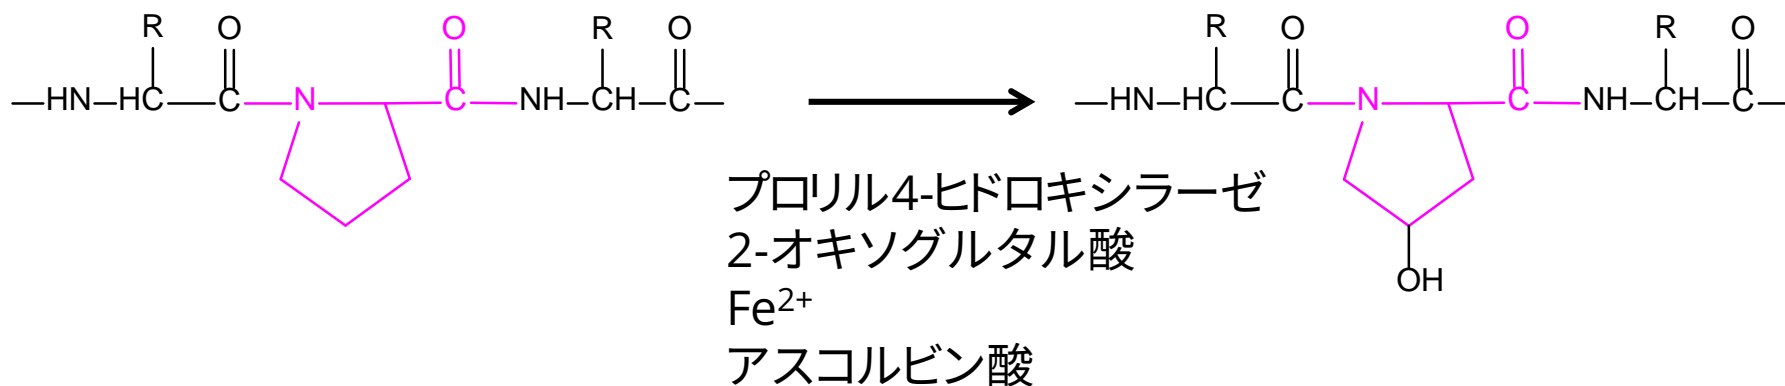 R O O R O
HN HC C N C NH CH C
R O O R O
HN HC C N C NH CH C
OH
プロリル4-ヒドロキシラーゼ
2-オキソグルタル酸
Fe²⁺
アスコルビン酸